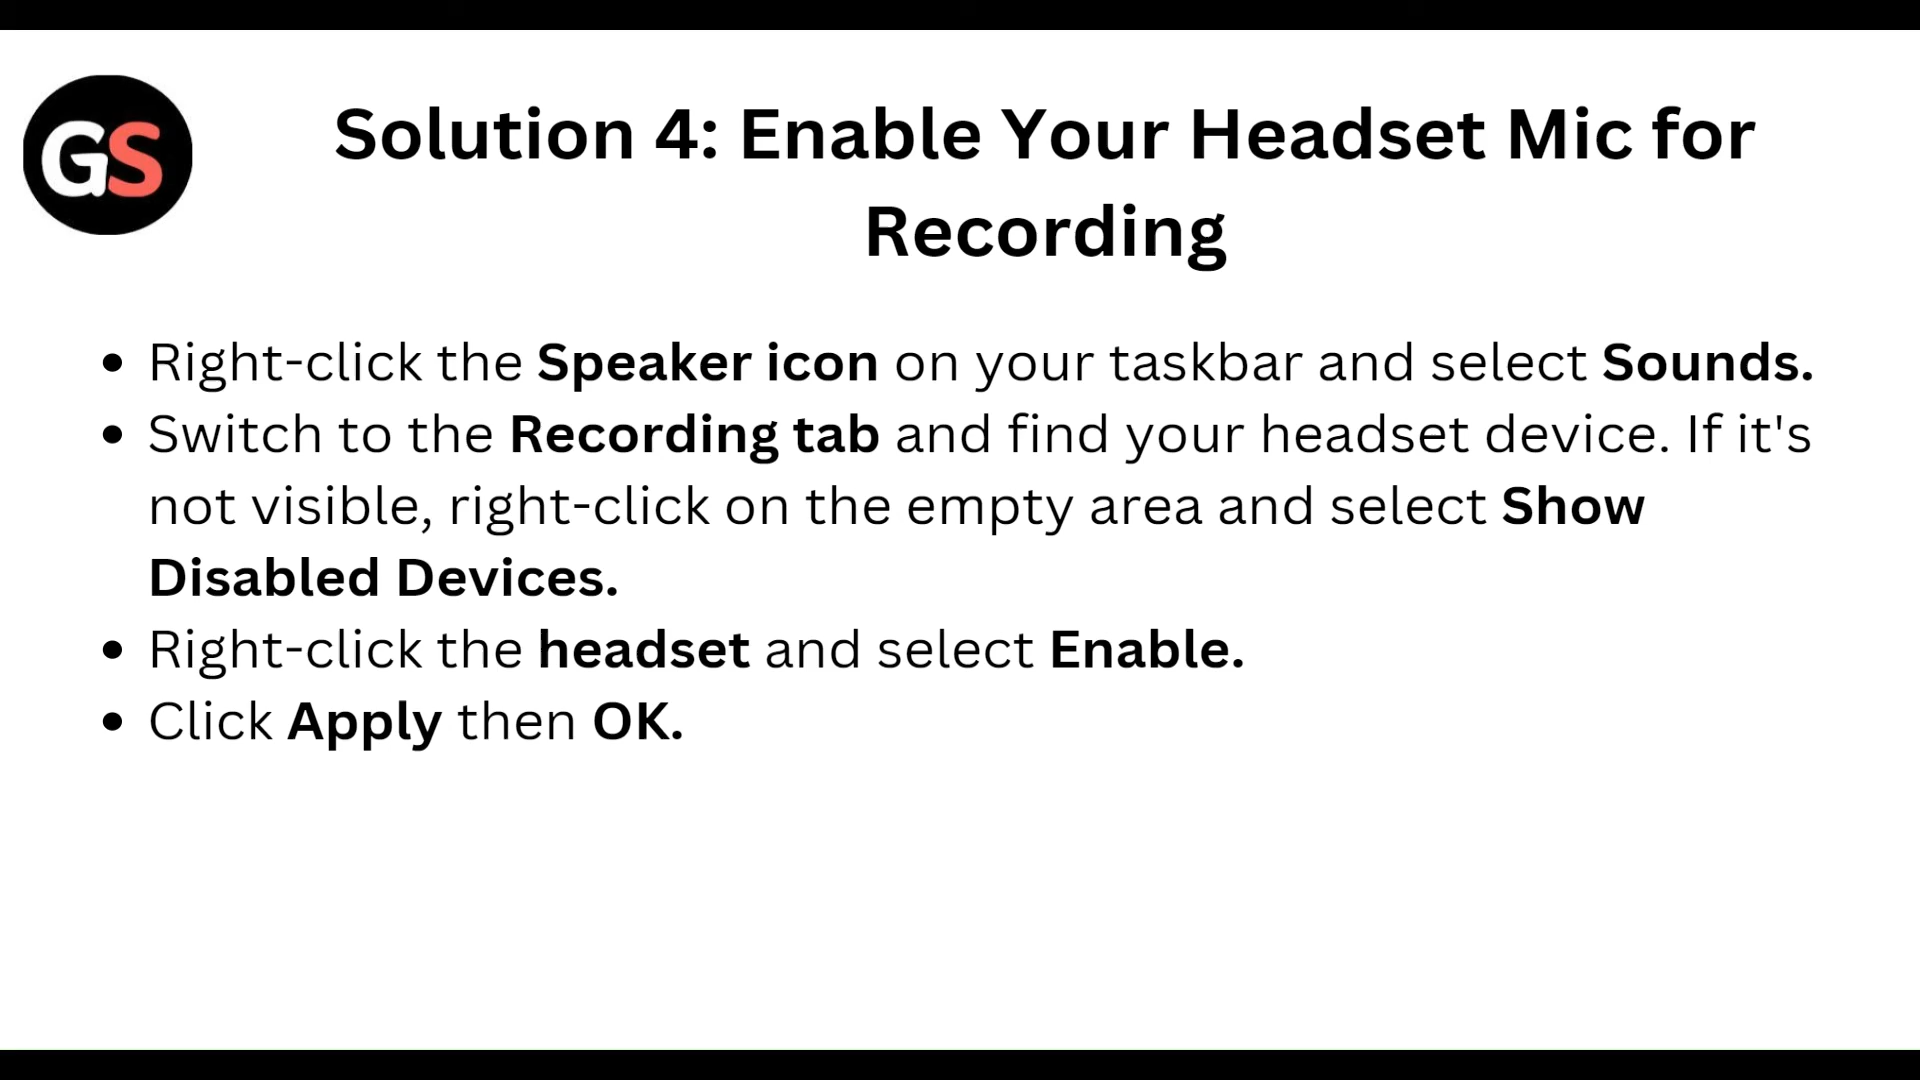 GS
Solution 4: Enable Your Headset Mic for
Recording
• Right-click the Speaker icon on your taskbar and select Sounds.
• Switch to the Recording tab and find your headset device. If it's
not visible, right-click on the empty area and select Show
Disabled Devices.
• Right-click the headset and select Enable.
• Click Apply then OK.